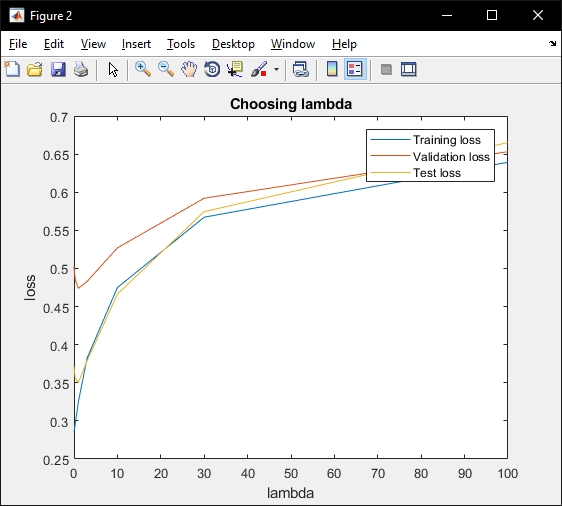 Figure 2
File Edit View Insert Tools Desktop Window Help
Choosing lambda
0.7
0.65
0.6
0.55
0.5
0.45
0.4
0.35
0.3
0.25
loss
Training loss
Validation loss
Test loss
0 10 20 30 40 50 60 70 80 90 100
lambda